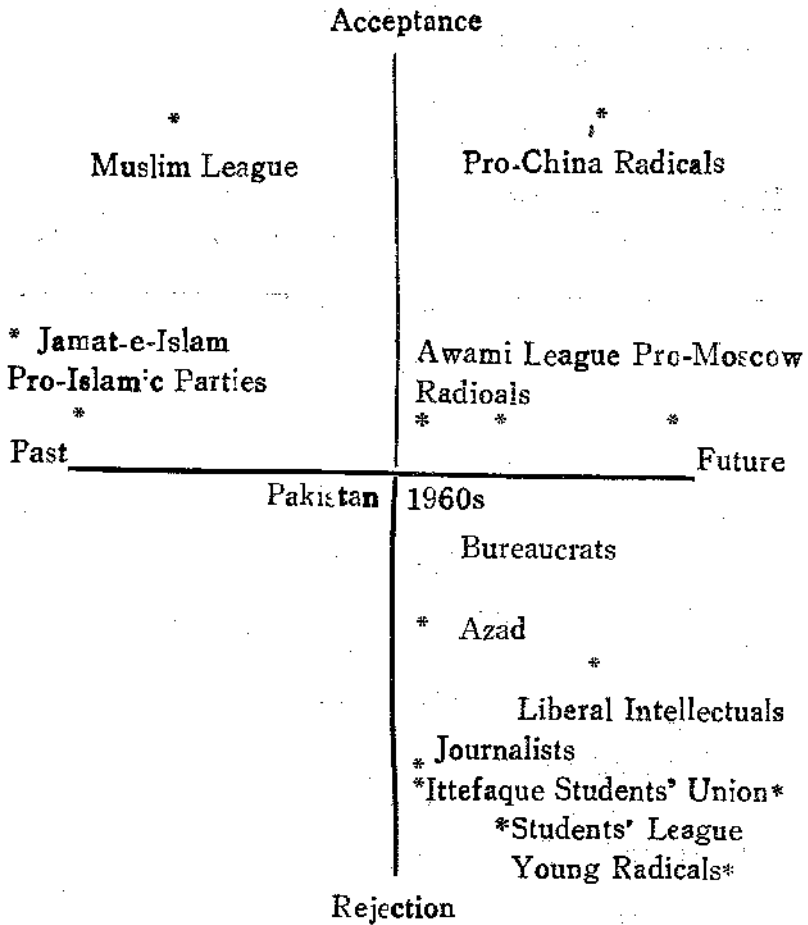 Acceptance
*
*
Muslim League
Pro-China Radicals
* Jamat-e-Islam
Pro-Islamic Parties
*
Awami League Pro-Moscow
Radioals
* * *
Past
Future
Pakistan 1960s
Bureaucrats
* Azad
*
Liberal Intellectuals
* Journalists
*Ittefaque Students' Union*
*Students' League
Young Radicals*
Rejection